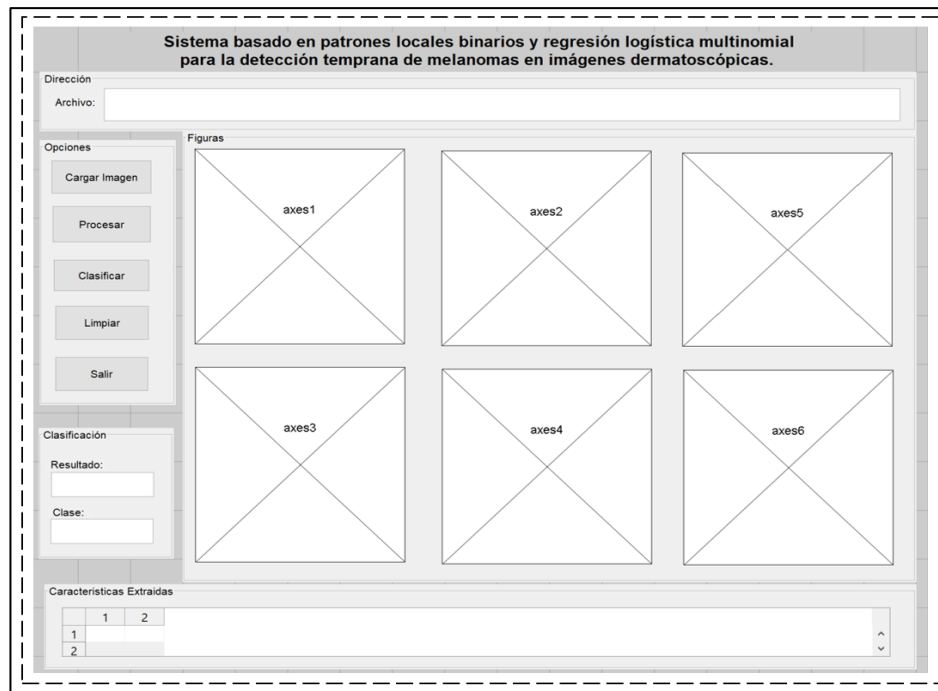 Sistema basado en patrones locales binarios y regresión logística multinomial
para la detección temprana de melanomas en imágenes dermatoscópicas.
Dirección
Archivo:
Opciones
Cargar Imagen
Procesar
Clasificar
Limpiar
Salir
Figuras
axes1
axes2
axes5
axes3
axes4
axes6
Clasificación
Resultado:
Clase:
Caracteristicas Extraidas
1 2
1
2